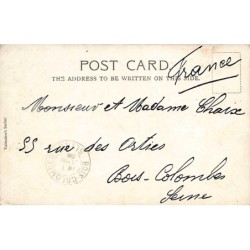 POST CARD
THE ADDRESS TO BE WRITTEN ON THIS SIDE.
France
Monsieur et Madame Chaix
55 rue des Orties
Bois-Colombes
Seine